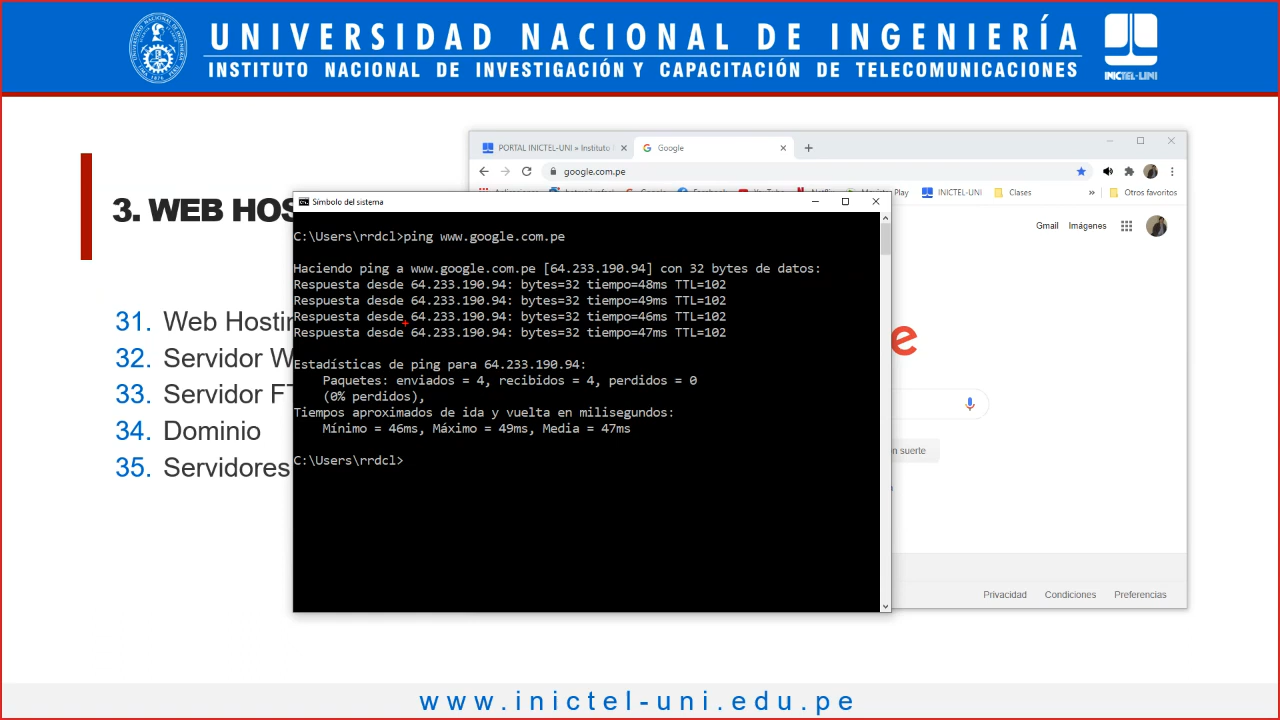 UNIVERSIDAD NACIONAL DE INGENIERÍA
INSTITUTO NACIONAL DE INVESTIGACIÓN Y CAPACITACIÓN DE TELECOMUNICACIONES
INICTEL-UNI
3. WEB HOS
31. Web Hostin
32. Servidor W
33. Servidor FT
34. Dominio
35. Servidores
PORTAL INICTEL-UNI » Instituto
Google
google.com.pe
Play
INICTEL-UNI
Clases
»
Otros favoritos
Gmail
Imágenes
Símbolo del sistema
C:\Users\rrdcl>ping www.google.com.pe
Haciendo ping a www.google.com.pe [64.233.190.94] con 32 bytes de datos:
Respuesta desde 64.233.190.94: bytes=32 tiempo=48ms TTL=102
Respuesta desde 64.233.190.94: bytes=32 tiempo=49ms TTL=102
Respuesta desde 64.233.190.94: bytes=32 tiempo=46ms TTL=102
Respuesta desde 64.233.190.94: bytes=32 tiempo=47ms TTL=102
Estadísticas de ping para 64.233.190.94:
Paquetes: enviados = 4, recibidos = 4, perdidos = 0
(0% perdidos),
Tiempos aproximados de ida y vuelta en milisegundos:
Mínimo = 46ms, Máximo = 49ms, Media = 47ms
C:\Users\rrdcl>
e
n suerte
Privacidad
Condiciones
Preferencias
www.inictel-uni.edu.pe